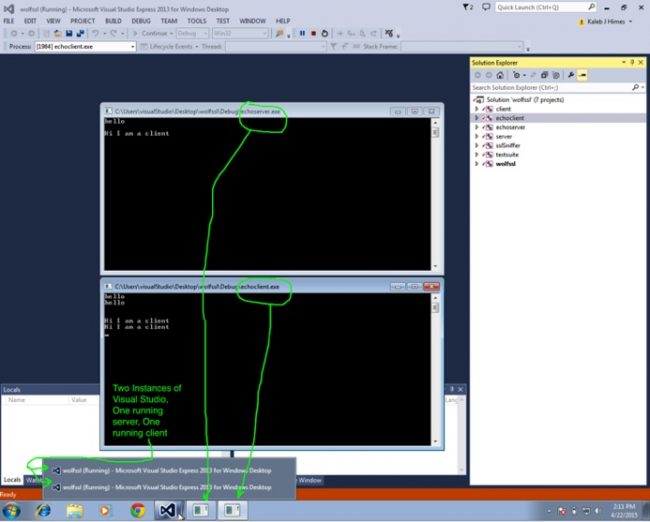 wolfssl (Running) - Microsoft Visual Studio Express 2013 for Windows Desktop
2
Quick Launch (Ctrl+Q)
FILE EDIT VIEW PROJECT BUILD DEBUG TEAM TOOLS TEST WINDOW HELP
Kaleb J Himes
Continue Debug Win32
Process: [1984] echoclient.exe Lifecycle Events Thread: Stack Frame:
Solution Explorer
Search Solution Explorer (Ctrl+;)
Solution 'wolfssl' (7 projects)
client
echoclient
echoserver
server
sslSniffer
testsuite
wolfssl
C:\Users\visualStudio\Desktop\wolfssl\Debug\echoserver.exe
hello
Hi I am a client
C:\Users\visualStudio\Desktop\wolfssl\Debug\echoclient.exe
hello
hello
Hi I am a client
Hi I am a client
Two Instances of
Visual Studio,
One running
server, One
running client
Locals
Name Value
Lang
wolfssl (Running) - Microsoft Visual Studio Express 2013 for Windows Desktop
wolfssl (Running) - Microsoft Visual Studio Express 2013 for Windows Desktop
Locals
Window
Ready
2:11 PM
4/22/2015